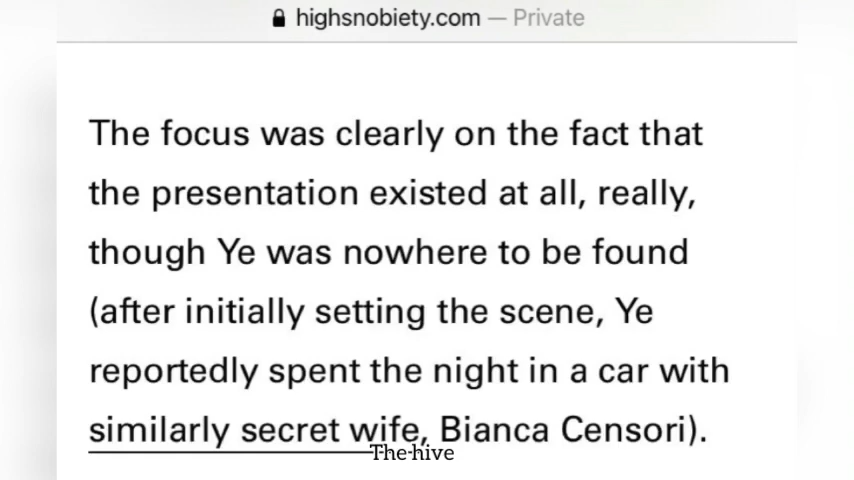 highsnobiety.com — Private
The focus was clearly on the fact that
the presentation existed at all, really,
though Ye was nowhere to be found
(after initially setting the scene, Ye
reportedly spent the night in a car with
similarly secret wife, Bianca Censori).
The hive